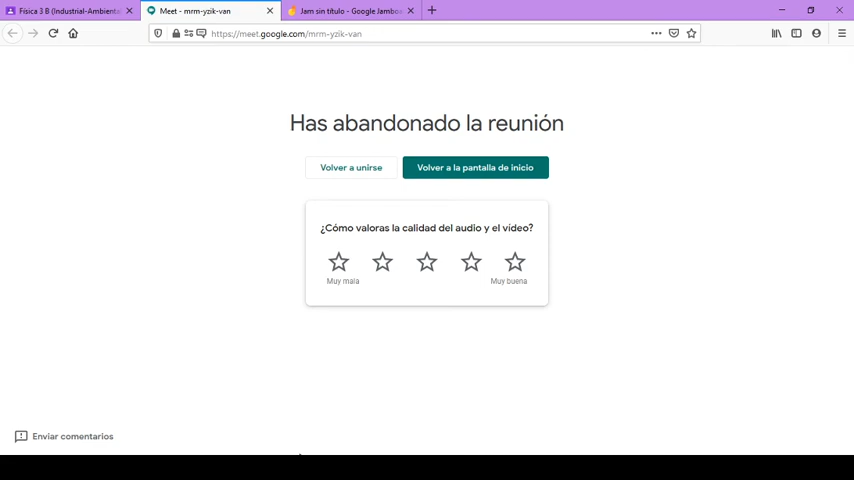 Física 3 B (Industrial-Ambiental
Meet - mrm-yzik-van
Jam sin título - Google Jamboa
https://meet.google.com/mrm-yzik-van
Has abandonado la reunión
Volver a unirse
Volver a la pantalla de inicio
¿Cómo valoras la calidad del audio y el vídeo?
Muy mala
Muy buena
Enviar comentarios